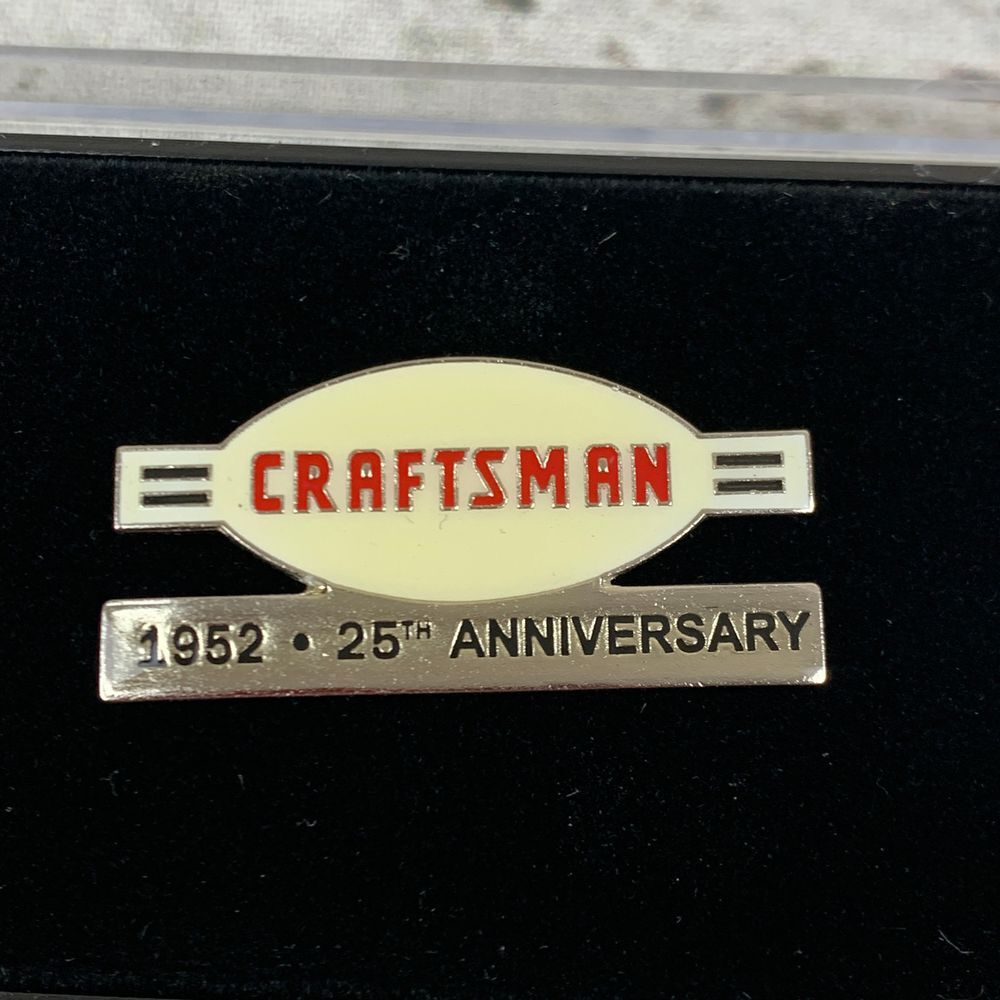 CRAFTSMAN
1952 • 25TH ANNIVERSARY